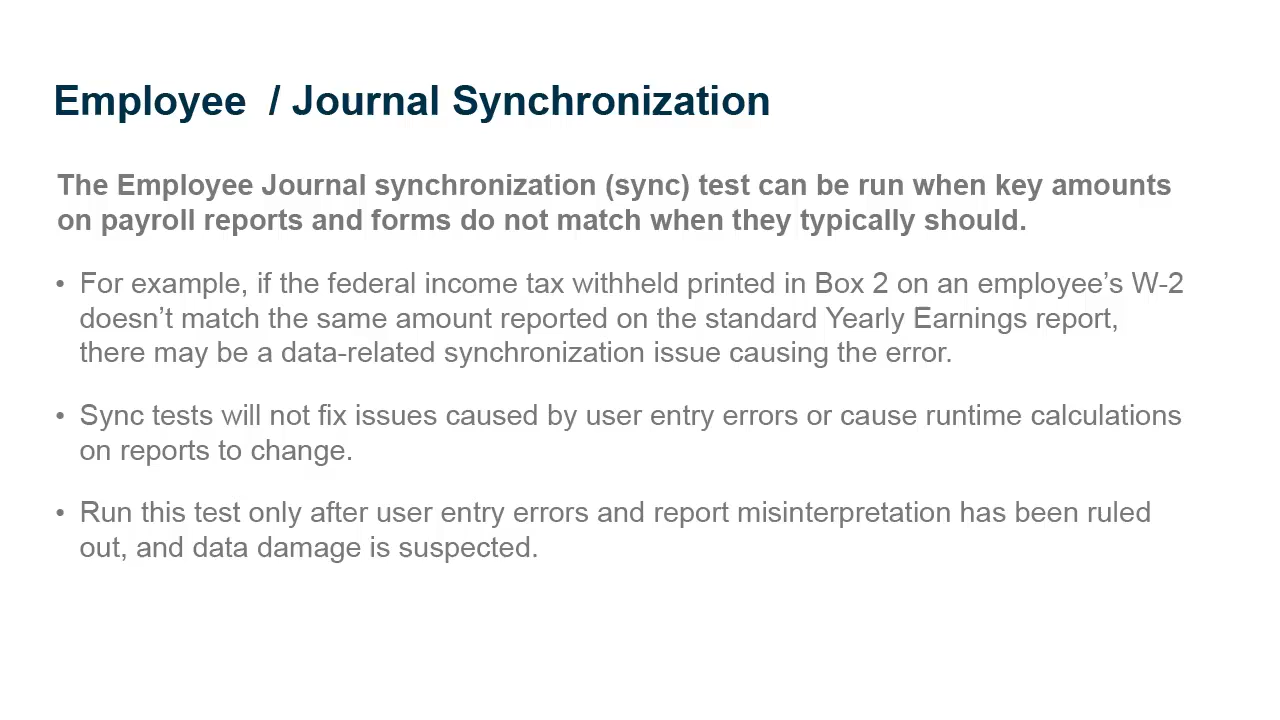 Employee  / Journal Synchronization
The Employee Journal synchronization (sync) test can be run when key amounts
on payroll reports and forms do not match when they typically should.
• For example, if the federal income tax withheld printed in Box 2 on an employee’s W-2
doesn’t match the same amount reported on the standard Yearly Earnings report,
there may be a data-related synchronization issue causing the error.
• Sync tests will not fix issues caused by user entry errors or cause runtime calculations
on reports to change.
• Run this test only after user entry errors and report misinterpretation has been ruled
out, and data damage is suspected.